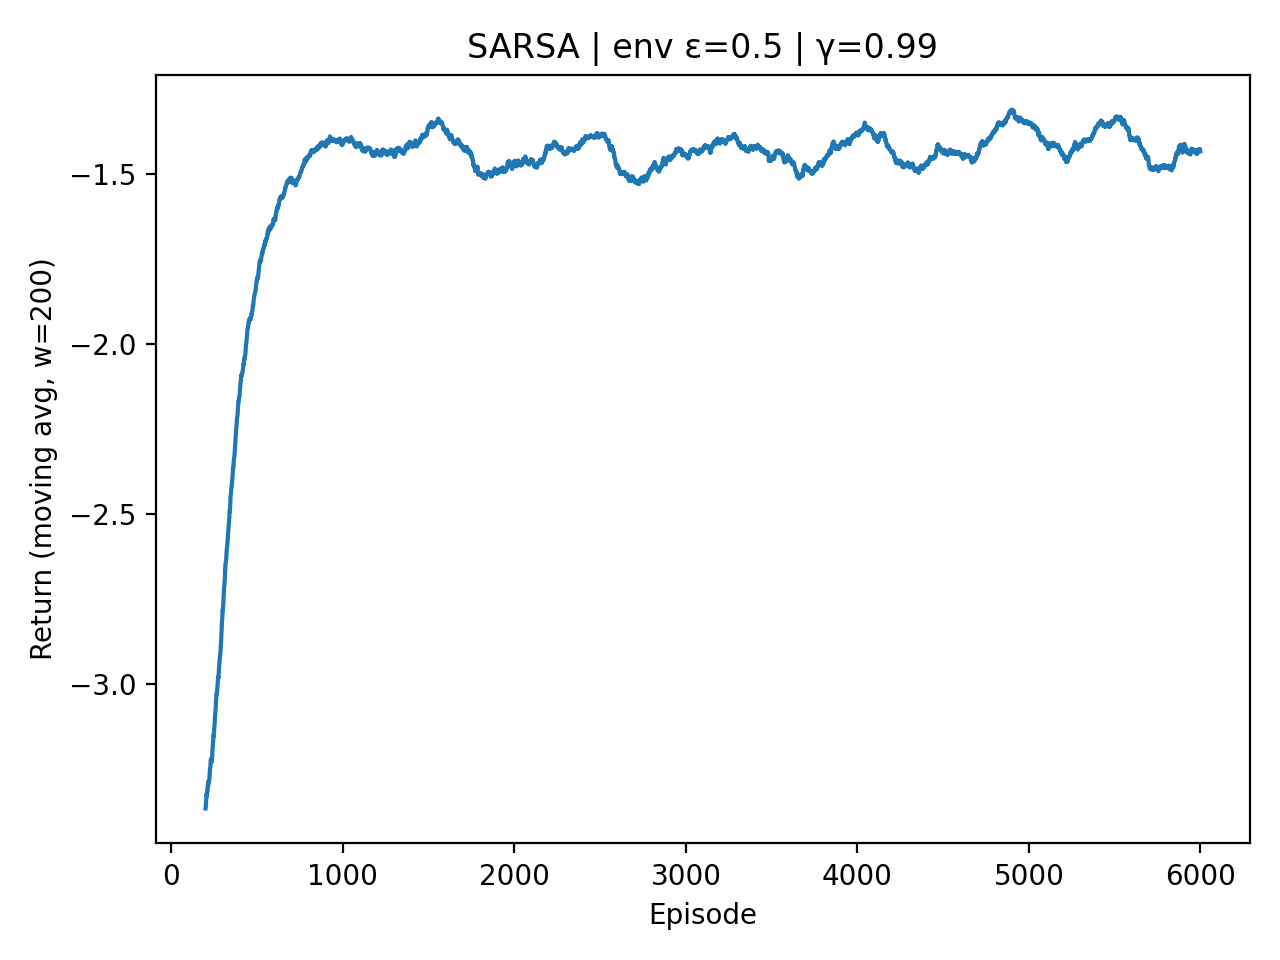 SARSA | env ε=0.5 | γ=0.99
Return (moving avg, w=200)
−1.5
−2.0
−2.5
−3.0
0 1000 2000 3000 4000 5000 6000
Episode